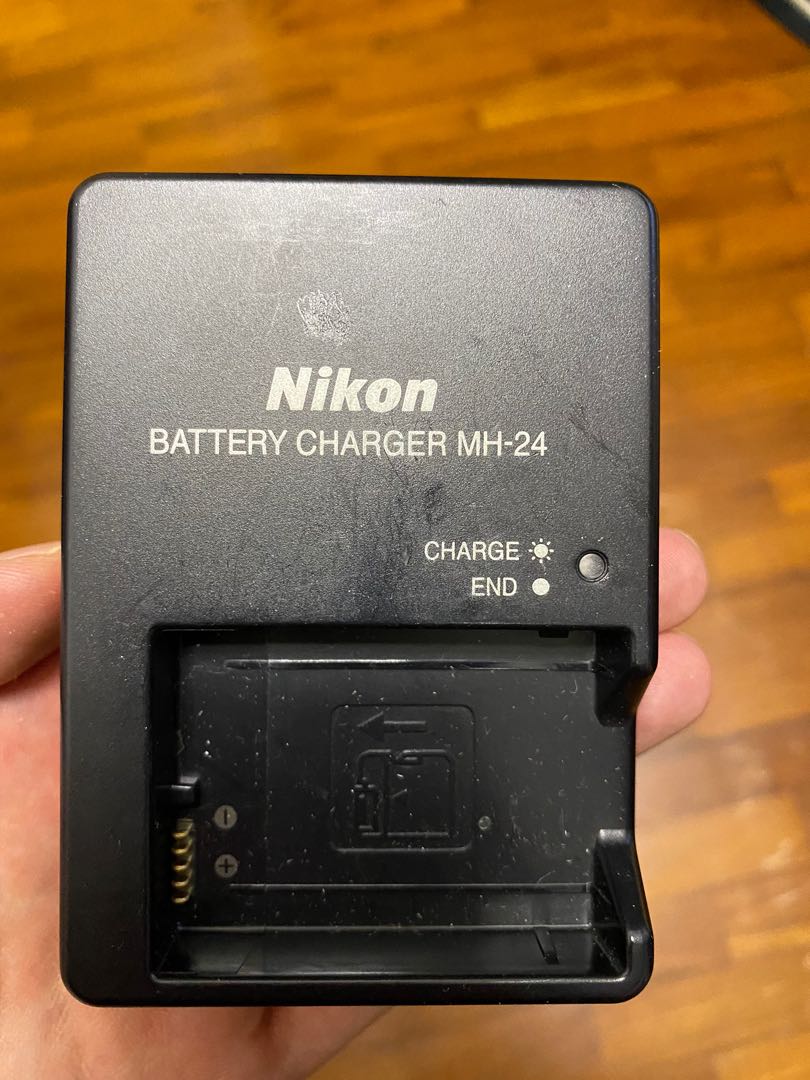 Nikon
BATTERY CHARGER MH-24
CHARGE
END
−
+